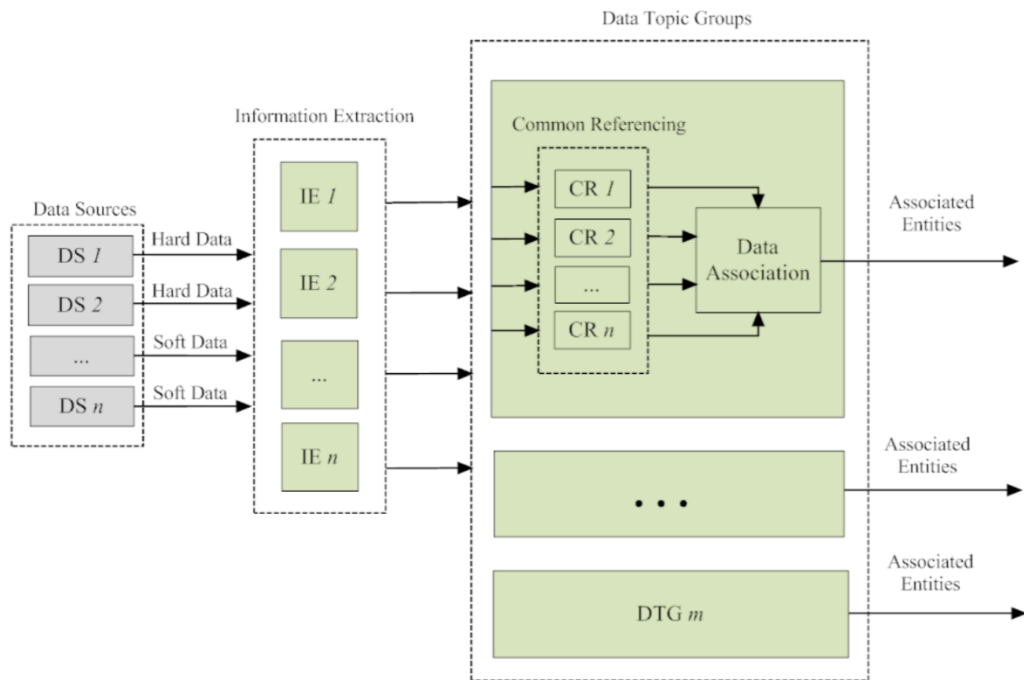 Data Topic Groups
Information Extraction
Common Referencing
Data Sources
DS 1
DS 2
...
DS n
Hard Data
Hard Data
Soft Data
Soft Data
IE 1
IE 2
...
IE n
CR 1
CR 2
...
CR n
Data
Association
Associated
Entities
• • •
Associated
Entities
DTG m
Associated
Entities